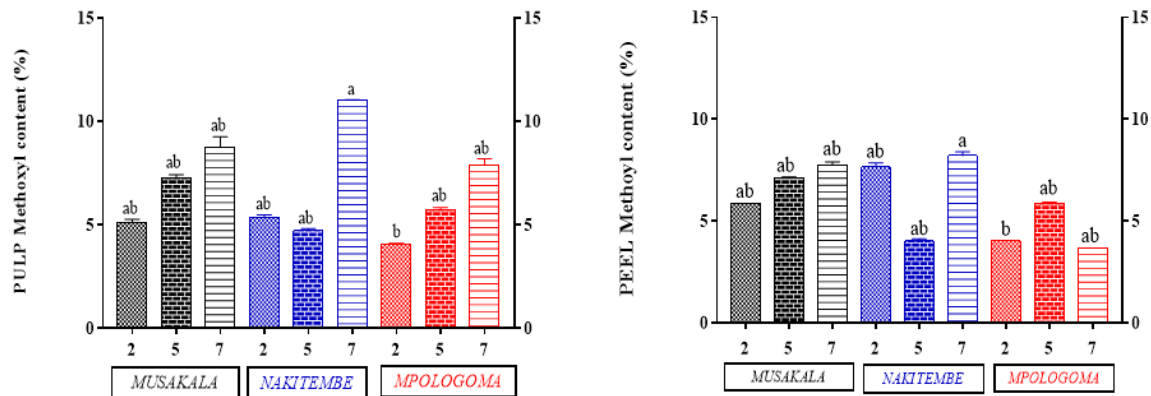 PULP Methoxyl content (%)
15
10
5
0
15
10
5
0
ab
ab
ab
ab
ab
a
b
ab
ab
2
5
7
2
5
7
2
5
7
MUSAKALA
NAKITEMBE
MPOLOGOMA
PEEL Methoyl content (%)
15
10
5
0
15
10
5
0
ab
ab
ab
ab
ab
a
b
ab
ab
2
5
7
2
5
7
2
5
7
MUSAKALA
NAKITEMBE
MPOLOGOMA